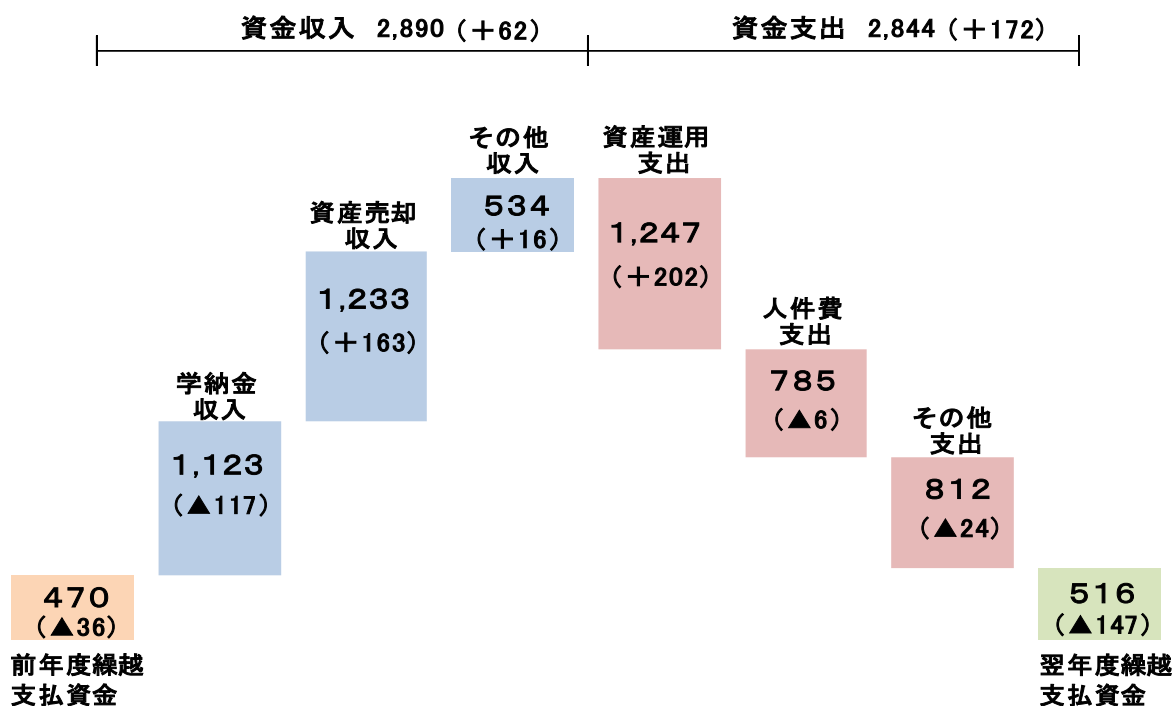 資金収入 2,890 (+62)
資金支出 2,844 (+172)
その他
収入
534
(+16)
資産運用
支出
1,247
(+202)
資産売却
収入
1,233
(+163)
人件費
支出
785
(▲6)
学納金
収入
1,123
(▲117)
その他
支出
812
(▲24)
470
(▲36)
前年度繰越
支払資金
516
(▲147)
翌年度繰越
支払資金